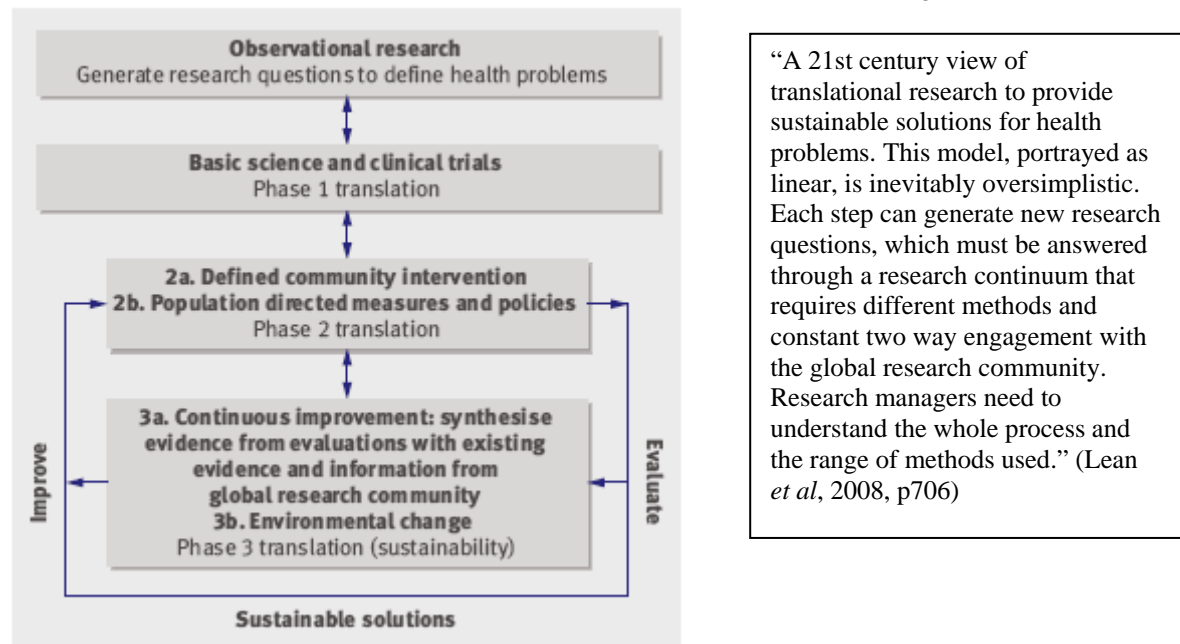 Observational research
Generate research questions to define health problems
Basic science and clinical trials
Phase 1 translation
2a. Defined community intervention
2b. Population directed measures and policies
Phase 2 translation
3a. Continuous improvement: synthesise
evidence from evaluations with existing
evidence and information from
global research community
3b. Environmental change
Phase 3 translation (sustainability)
Improve
Evaluate
Sustainable solutions
“A 21st century view of
translational research to provide
sustainable solutions for health
problems. This model, portrayed as
linear, is inevitably oversimplistic.
Each step can generate new research
questions, which must be answered
through a research continuum that
requires different methods and
constant two way engagement with
the global research community.
Research managers need to
understand the whole process and
the range of methods used.” (Lean
et al, 2008, p706)